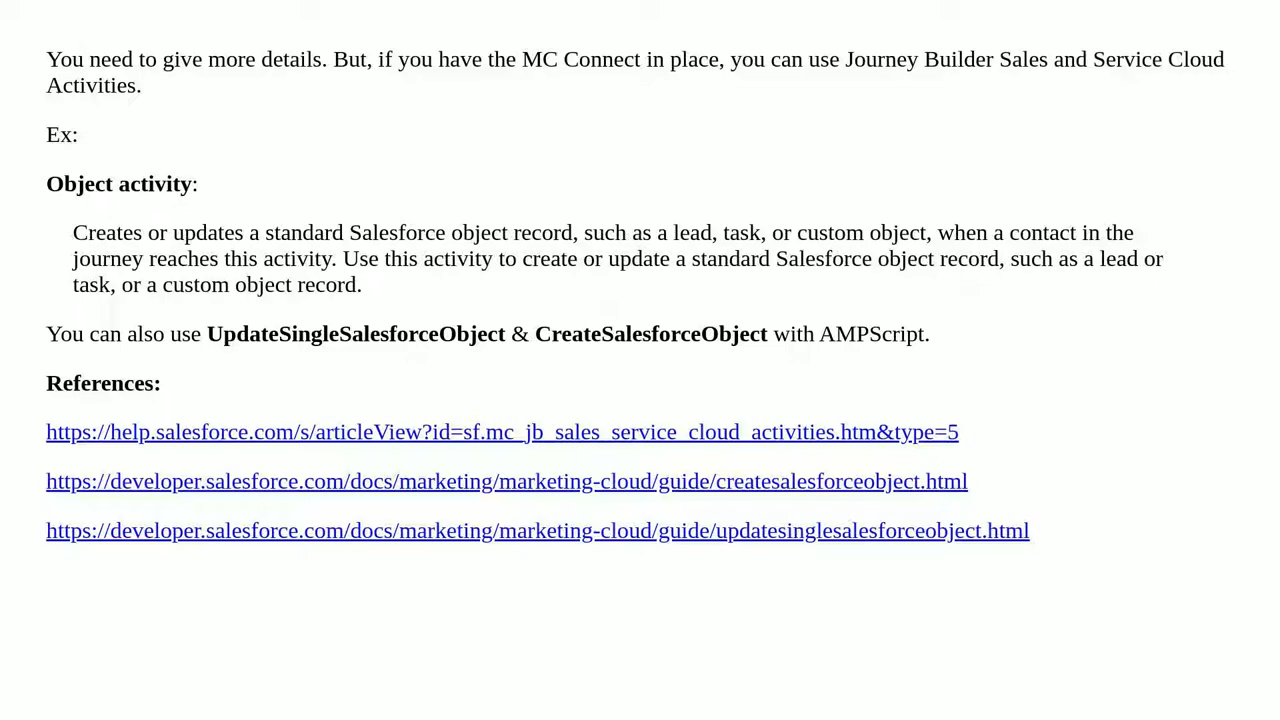 You need to give more details. But, if you have the MC Connect in place, you can use Journey Builder Sales and Service Cloud
Activities.
Ex:
Object activity:
Creates or updates a standard Salesforce object record, such as a lead, task, or custom object, when a contact in the
journey reaches this activity. Use this activity to create or update a standard Salesforce object record, such as a lead or
task, or a custom object record.
You can also use UpdateSingleSalesforceObject & CreateSalesforceObject with AMPScript.
References:
https://help.salesforce.com/s/articleView?id=sf.mc_jb_sales_service_cloud_activities.htm&type=5
https://developer.salesforce.com/docs/marketing/marketing-cloud/guide/createsalesforceobject.html
https://developer.salesforce.com/docs/marketing/marketing-cloud/guide/updatesinglesalesforceobject.html